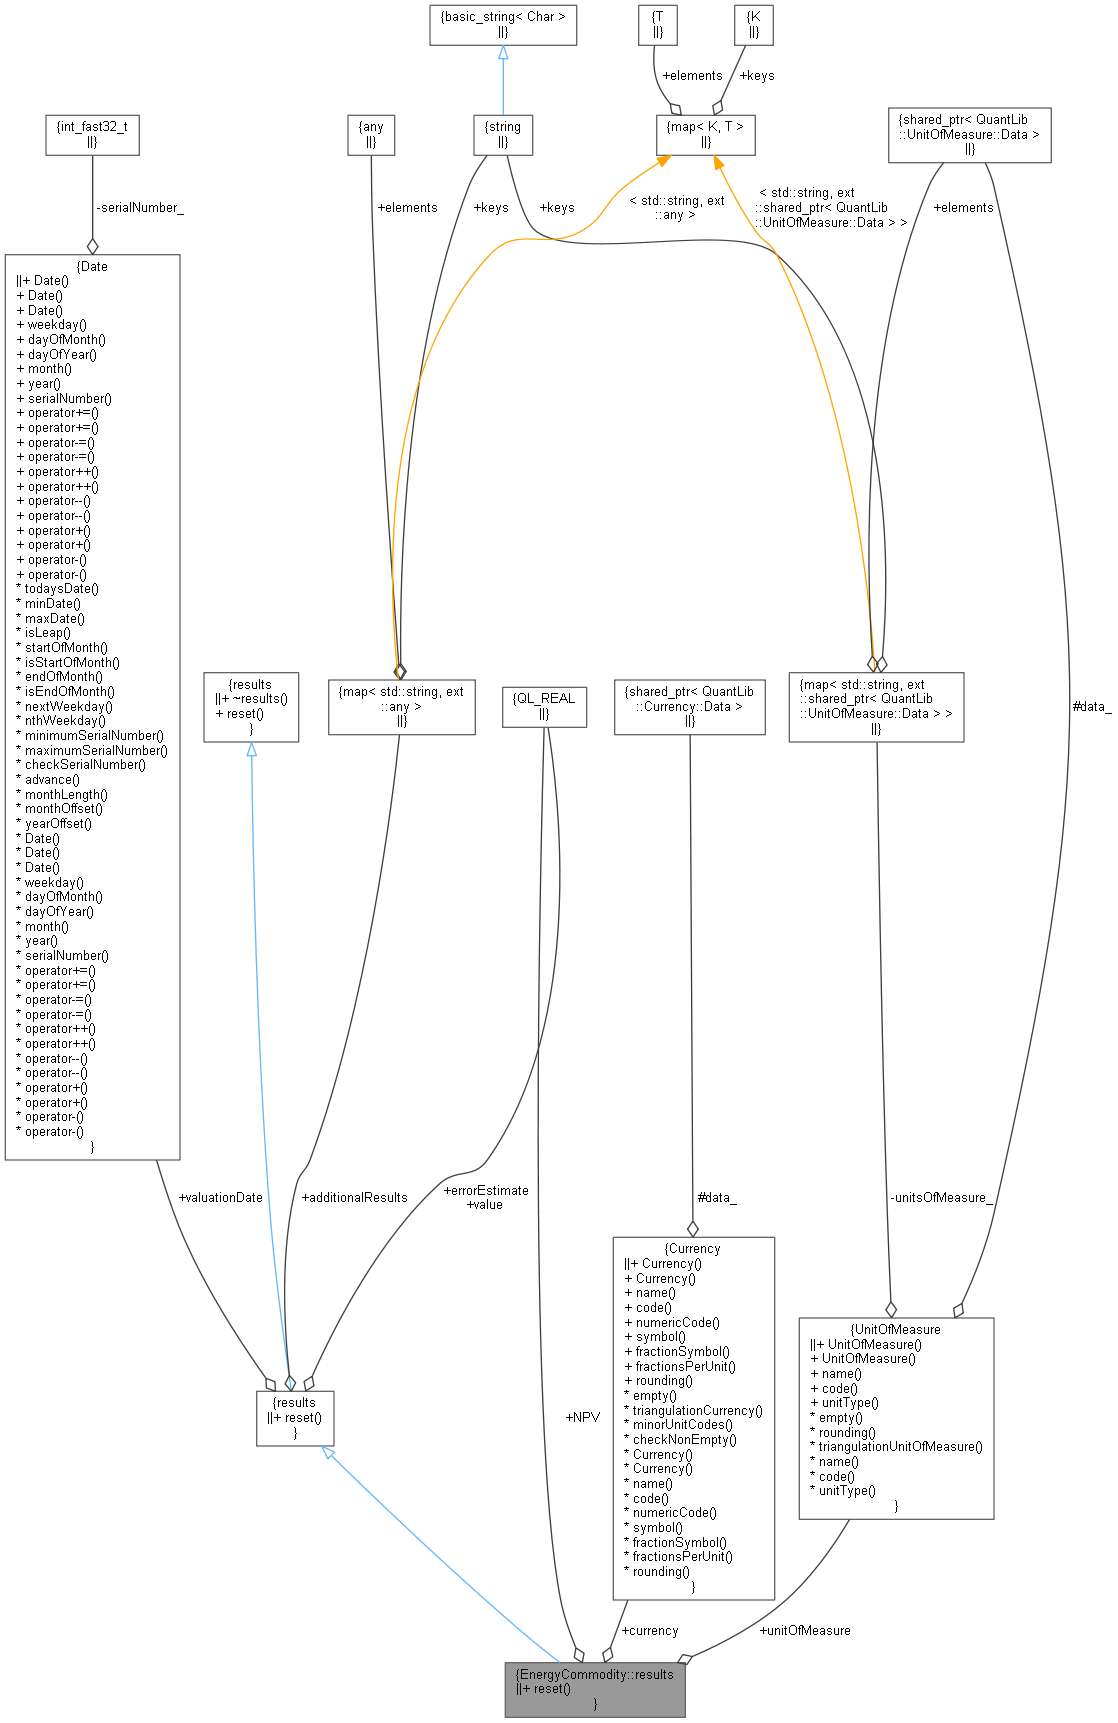 {basic_string< Char >
||}
{T
||}
{K
||}
+elements
+keys
{int_fast32_t
||}
{any
||}
{string
||}
{map< K, T >
||}
{shared_ptr< QuantLib
::UnitOfMeasure::Data >
||}
-serialNumber_
+elements
+keys
+keys
< std::string, ext
::any >
< std::string, ext
::shared_ptr< QuantLib
::UnitOfMeasure::Data > >
+elements
{Date
||+ Date()
+ Date()
+ Date()
+ weekday()
+ dayOfMonth()
+ dayOfYear()
+ month()
+ year()
+ serialNumber()
+ operator+=()
+ operator+=()
+ operator-=()
+ operator-=()
+ operator++()
+ operator++()
+ operator--()
+ operator--()
+ operator+()
+ operator+()
+ operator-()
+ operator-()
* todaysDate()
* minDate()
* maxDate()
* isLeap()
* startOfMonth()
* isStartOfMonth()
* endOfMonth()
* isEndOfMonth()
* nextWeekday()
* nthWeekday()
* minimumSerialNumber()
* maximumSerialNumber()
* checkSerialNumber()
* advance()
* monthLength()
* monthOffset()
* yearOffset()
* Date()
* Date()
* Date()
* weekday()
* dayOfMonth()
* dayOfYear()
* month()
* year()
* serialNumber()
* operator+=()
* operator+=()
* operator-=()
* operator-=()
* operator++()
* operator++()
* operator--()
* operator--()
* operator+()
* operator+()
* operator-()
* operator-()
}
{results
||+ ~results()
+ reset()
}
{map< std::string, ext
::any >
||}
{QL_REAL
||}
{shared_ptr< QuantLib
::Currency::Data >
||}
{map< std::string, ext
::shared_ptr< QuantLib
::UnitOfMeasure::Data > >
||}
#data_
+valuationDate
+additionalResults
+errorEstimate
+value
#data_
-unitsOfMeasure_
{Currency
||+ Currency()
+ Currency()
+ name()
+ code()
+ numericCode()
+ symbol()
+ fractionSymbol()
+ fractionsPerUnit()
+ rounding()
* empty()
* triangulationCurrency()
* minorUnitCodes()
* checkNonEmpty()
* Currency()
* Currency()
* name()
* code()
* numericCode()
* symbol()
* fractionSymbol()
* fractionsPerUnit()
* rounding()
}
{UnitOfMeasure
||+ UnitOfMeasure()
+ UnitOfMeasure()
+ name()
+ code()
+ unitType()
* empty()
* rounding()
* triangulationUnitOfMeasure()
* name()
* code()
* unitType()
}
{results
||+ reset()
}
+NPV
+currency
+unitOfMeasure
{EnergyCommodity::results
||+ reset()
}